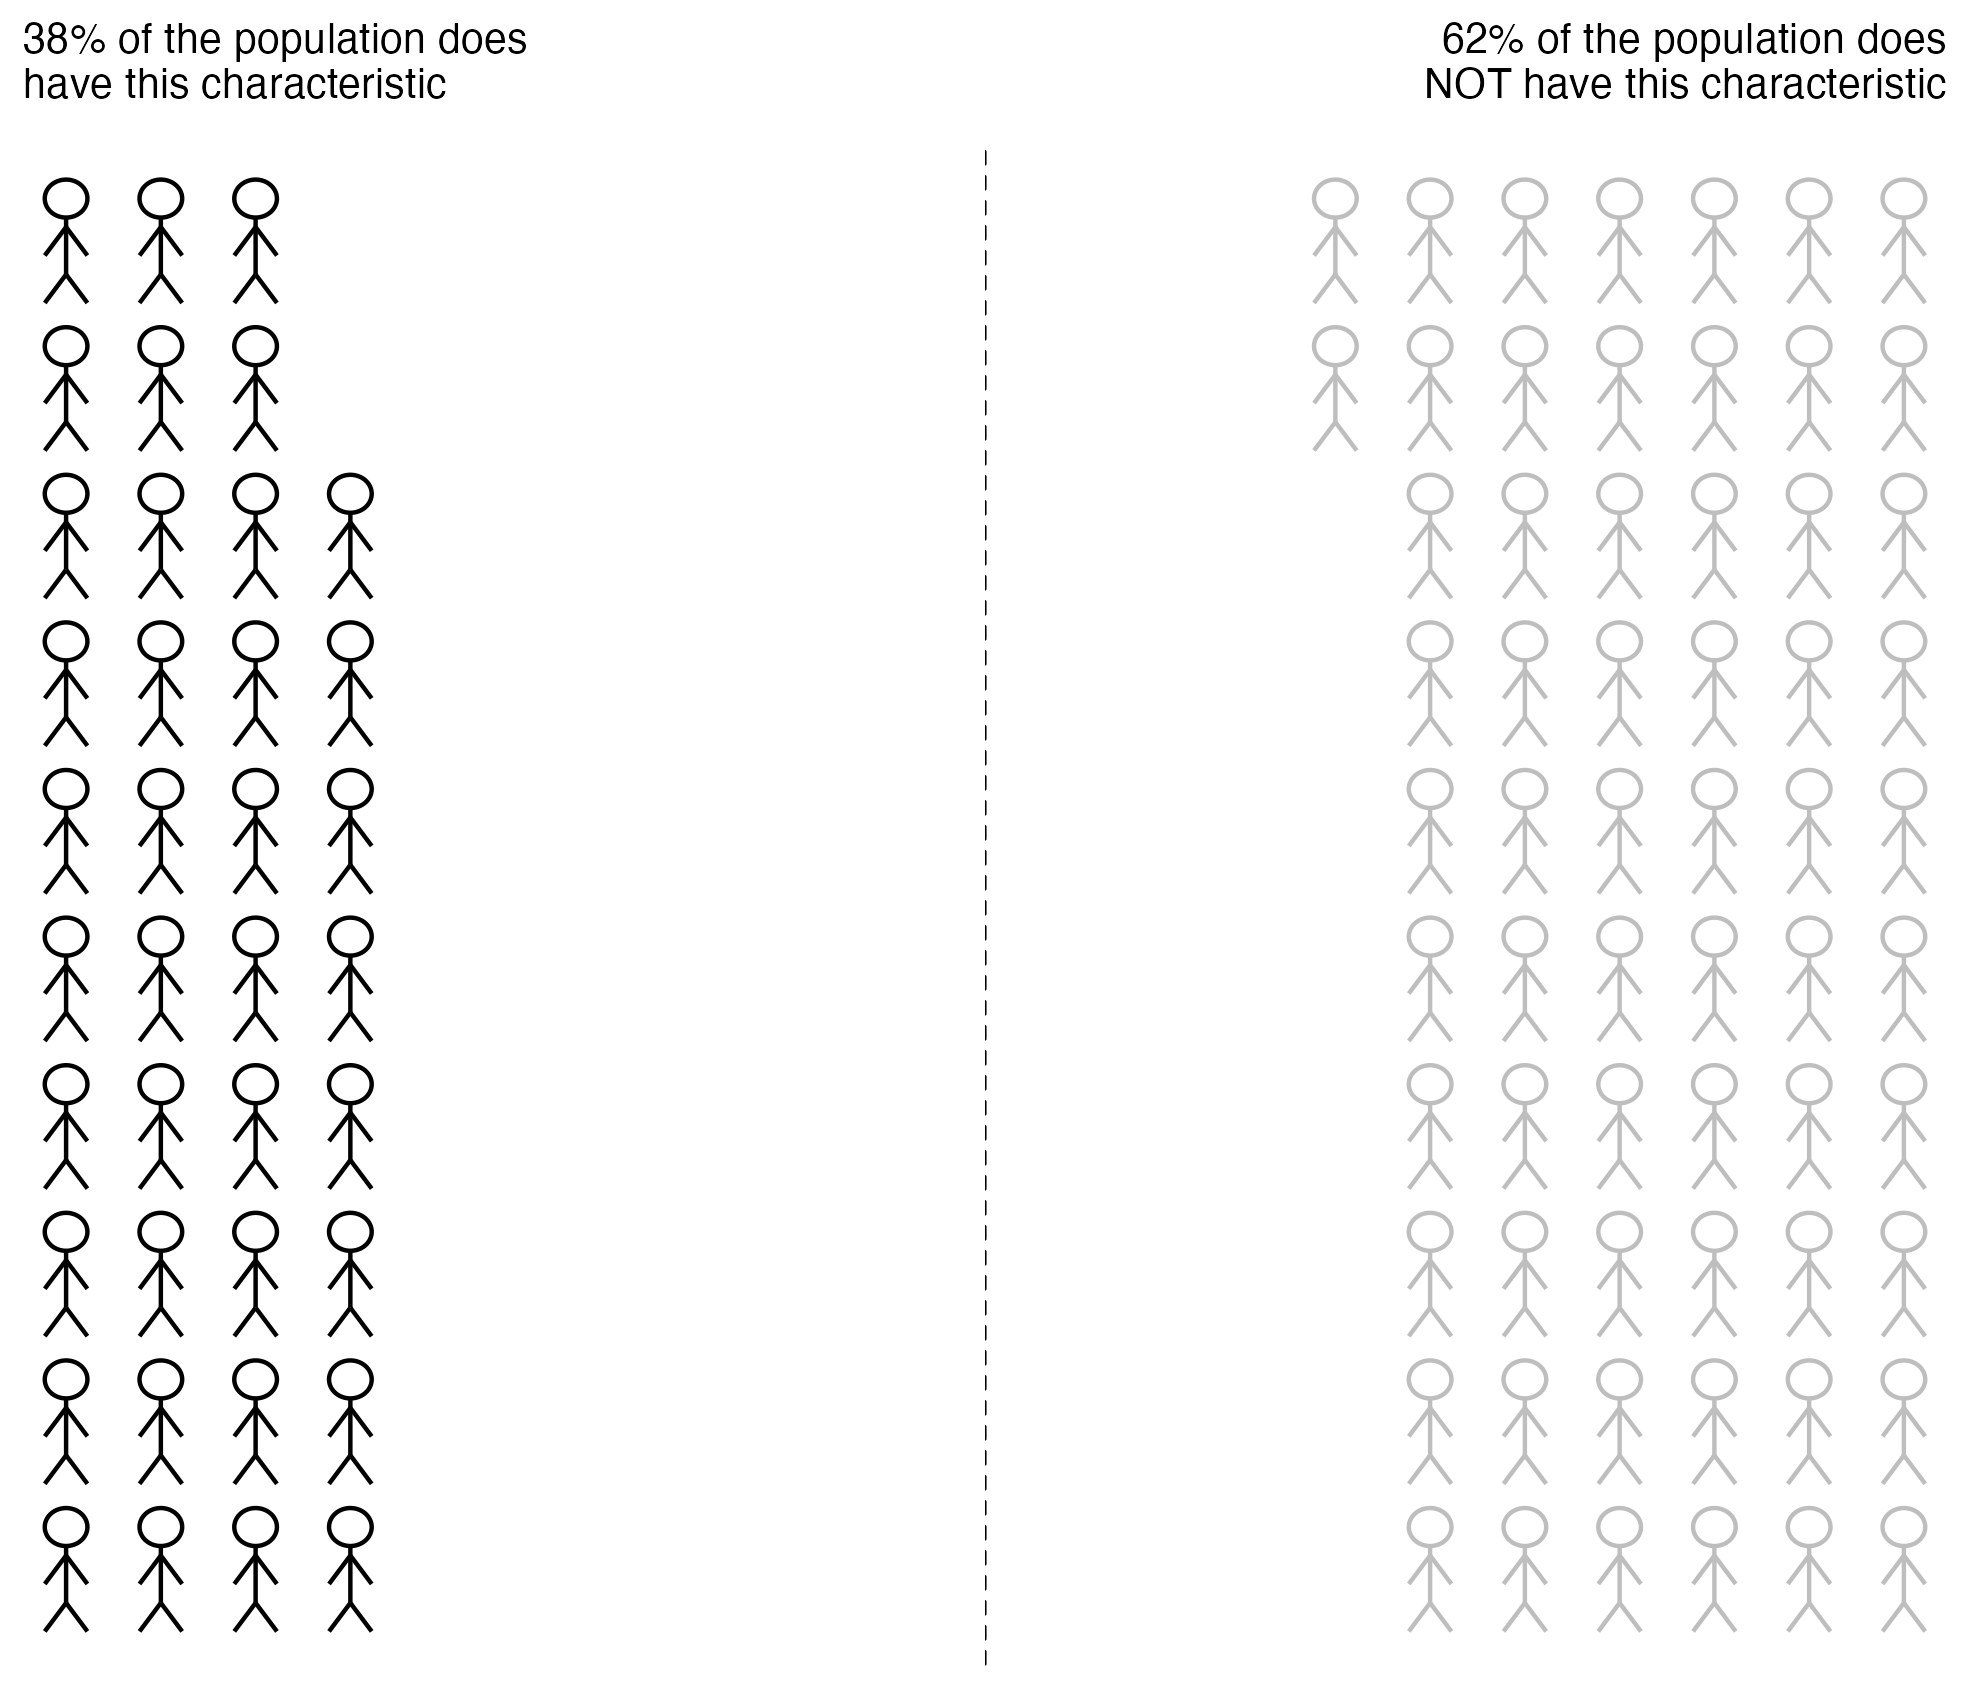 38% of the population does
have this characteristic
62% of the population does
NOT have this characteristic